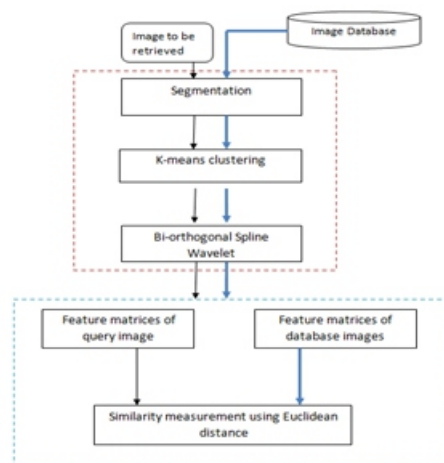 Image to be
retrieved
Image Database
Segmentation
K-means clustering
Bi-orthogonal Spline
Wavelet
Feature matrices of
query image
Feature matrices of
database images
Similarity measurement using Euclidean
distance